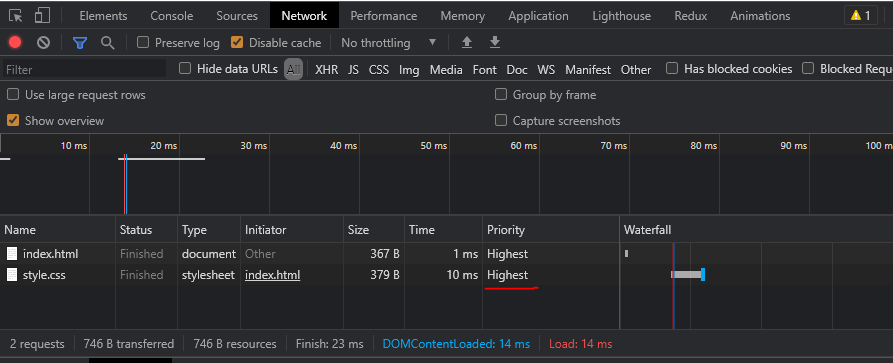 Elements Console Sources Network Performance Memory Application Lighthouse Redux Animations 1
Preserve log Disable cache No throttling
Filter Hide data URLs All XHR JS CSS Img Media Font Doc WS Manifest Other Has blocked cookies Blocked Requ
Use large request rows Group by frame
Show overview Capture screenshots
10 ms 20 ms 30 ms 40 ms 50 ms 60 ms 70 ms 80 ms 90 ms 100 m
Name Status Type Initiator Size Time Priority Waterfall
index.html Finished document Other 367 B 1 ms Highest
style.css Finished stylesheet index.html 379 B 10 ms Highest
2 requests 746 B transferred 746 B resources Finish: 23 ms DOMContentLoaded: 14 ms Load: 14 ms